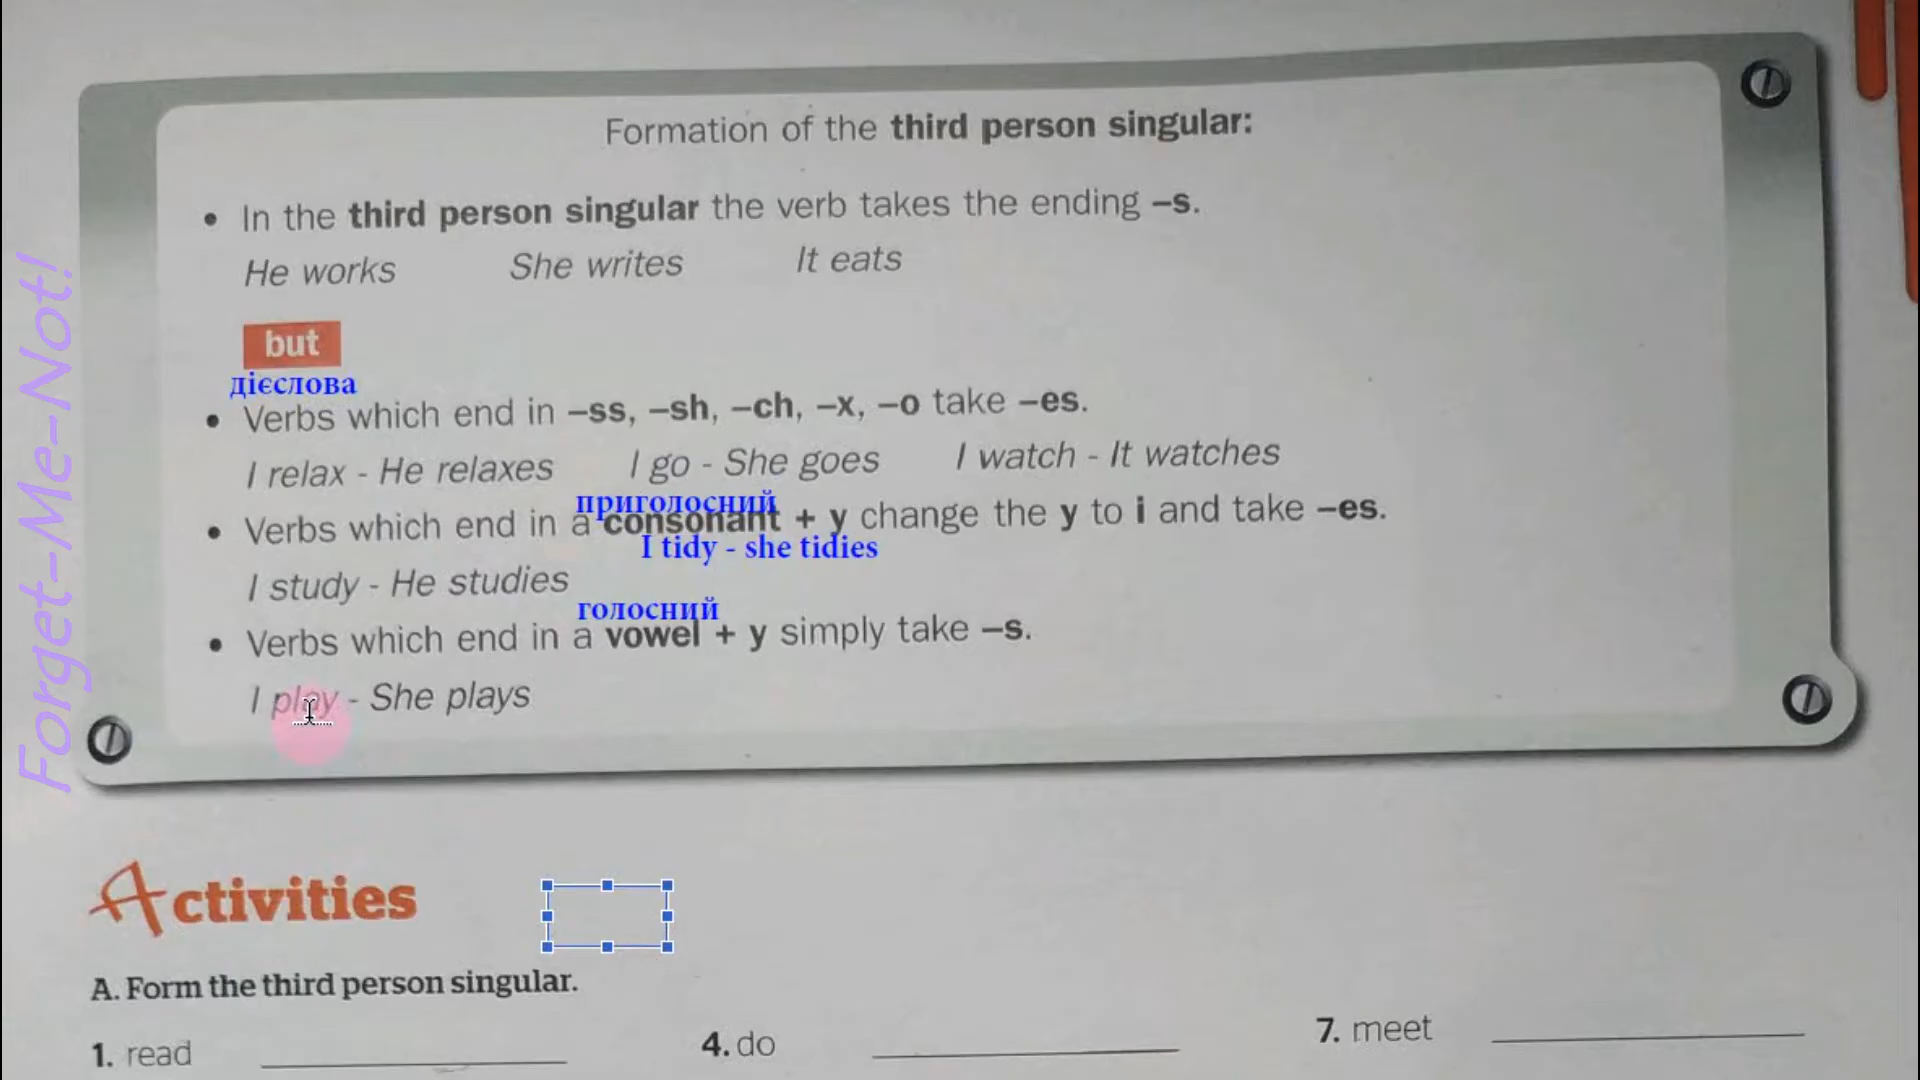 Forget-Me-Not!
Formation of the third person singular:
• In the third person singular the verb takes the ending –s.
He works She writes It eats
but
дієслова
• Verbs which end in –ss, –sh, –ch, –x, –o take –es.
I relax - He relaxes I go - She goes I watch - It watches
приголосний
• Verbs which end in a consonant + y change the y to i and take –es.
I tidy - she tidies
I study - He studies
голосний
• Verbs which end in a vowel + y simply take –s.
I play - She plays
Activities
A. Form the third person singular.
1. read 4. do 7. meet